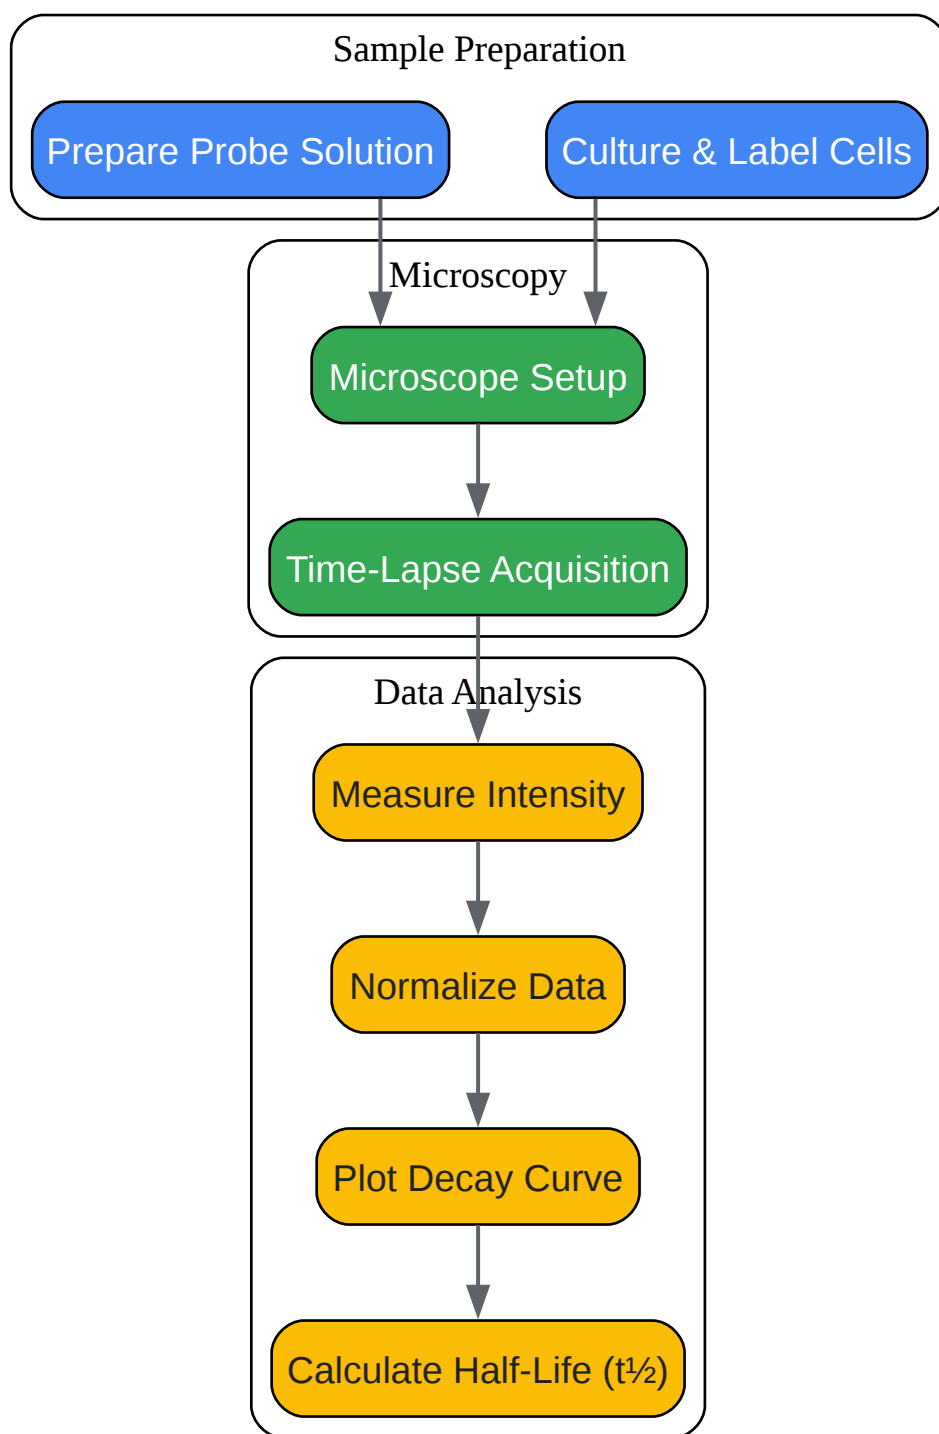 Sample Preparation
Prepare Probe Solution
Culture & Label Cells
Microscopy
Microscope Setup
Time-Lapse Acquisition
Data Analysis
Measure Intensity
Normalize Data
Plot Decay Curve
Calculate Half-Life (t½)